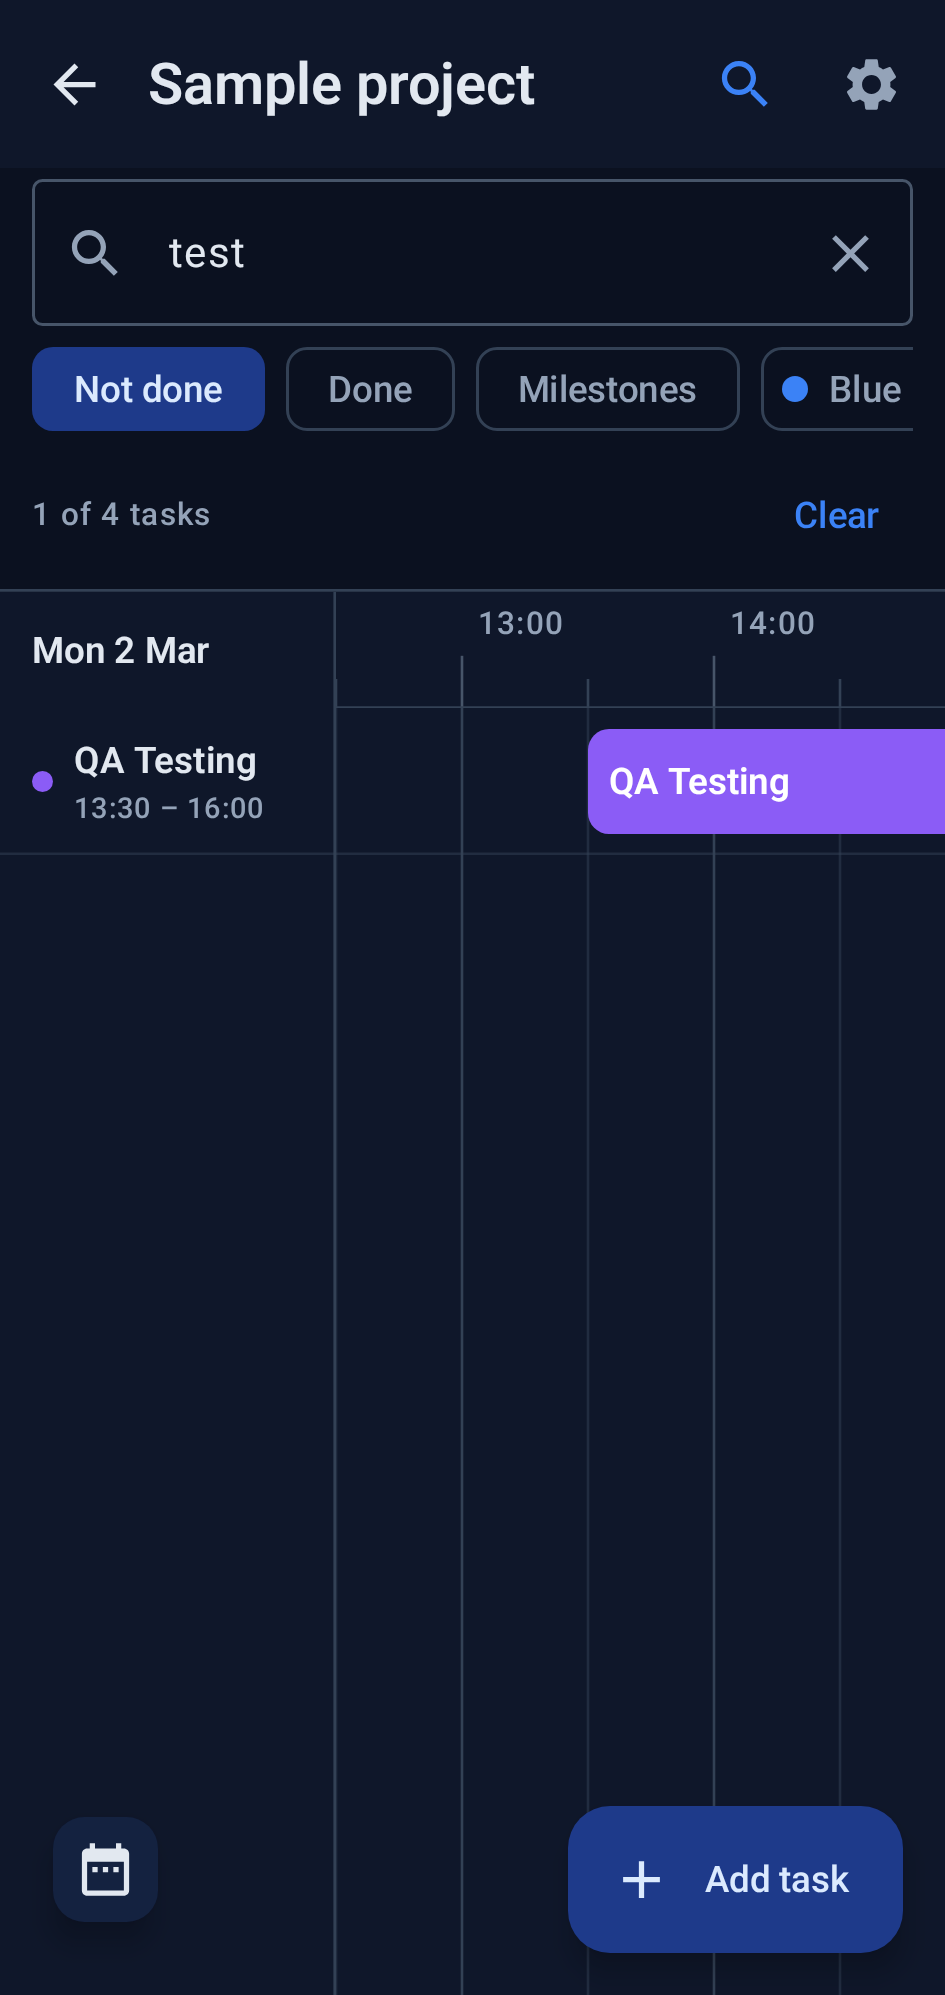 Sample project
test
Not done
Done
Milestones
Blue
1 of 4 tasks
Clear
Mon 2 Mar
13:00
14:00
QA Testing
13:30 – 16:00
QA Testing
Add task